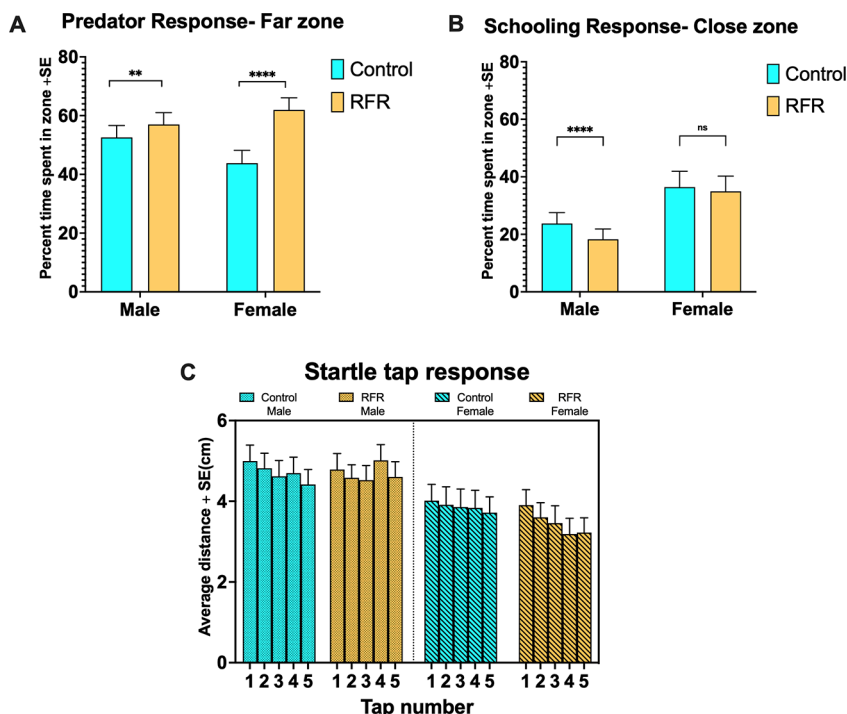 A
Predator Response- Far zone
Percent time spent in zone +SE
80
60
40
20
0
**
****
Control
RFR
Male
Female
B
Schooling Response- Close zone
Percent time spent in zone +SE
80
60
40
20
0
****
ns
Control
RFR
Male
Female
C
Startle tap response
Control Male
RFR Male
Control Female
RFR Female
Average distance + SE(cm)
6
4
2
0
1 2 3 4 5 1 2 3 4 5 1 2 3 4 5 1 2 3 4 5
Tap number